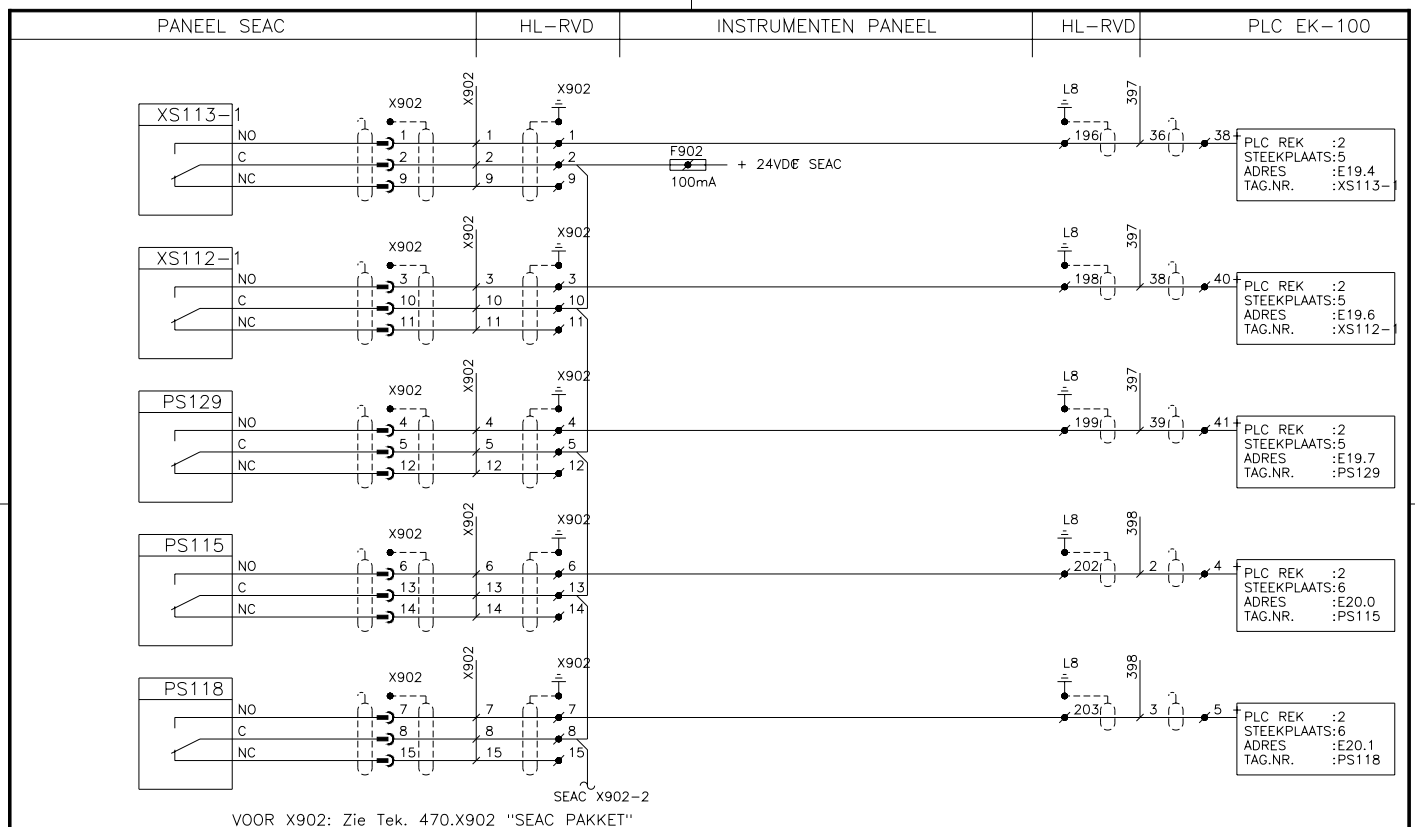 PANEEL SEAC HL-RVD INSTRUMENTEN PANEEL HL-RVD PLC EK-100
X902 X902 X902 L8 397
XS113-1
NO 1 1 1 196 36 38 +
C 2 2 2 F902 + 24VDC SEAC
NC 9 9 9 100mA
PLC REK :2
STEEKPLAATS:5
ADRES :E19.4
TAG.NR. :XS113-1
X902 X902 X902 L8 397
XS112-1
NO 3 3 3 198 38 40 +
C 10 10 10
NC 11 11 11
PLC REK :2
STEEKPLAATS:5
ADRES :E19.6
TAG.NR. :XS112-1
X902 X902 X902 L8 397
PS129
NO 4 4 4 199 39 41 +
C 5 5 5
NC 12 12 12
PLC REK :2
STEEKPLAATS:5
ADRES :E19.7
TAG.NR. :PS129
X902 X902 X902 L8 398
PS115
NO 6 6 6 202 2 4 +
C 13 13 13
NC 14 14 14
PLC REK :2
STEEKPLAATS:6
ADRES :E20.0
TAG.NR. :PS115
X902 X902 X902 L8 398
PS118
NO 7 7 7 203 3 5 +
C 8 8 8
NC 15 15 15
PLC REK :2
STEEKPLAATS:6
ADRES :E20.1
TAG.NR. :PS118
SEAC X902-2
VOOR X902: Zie Tek. 470.X902 "SEAC PAKKET"